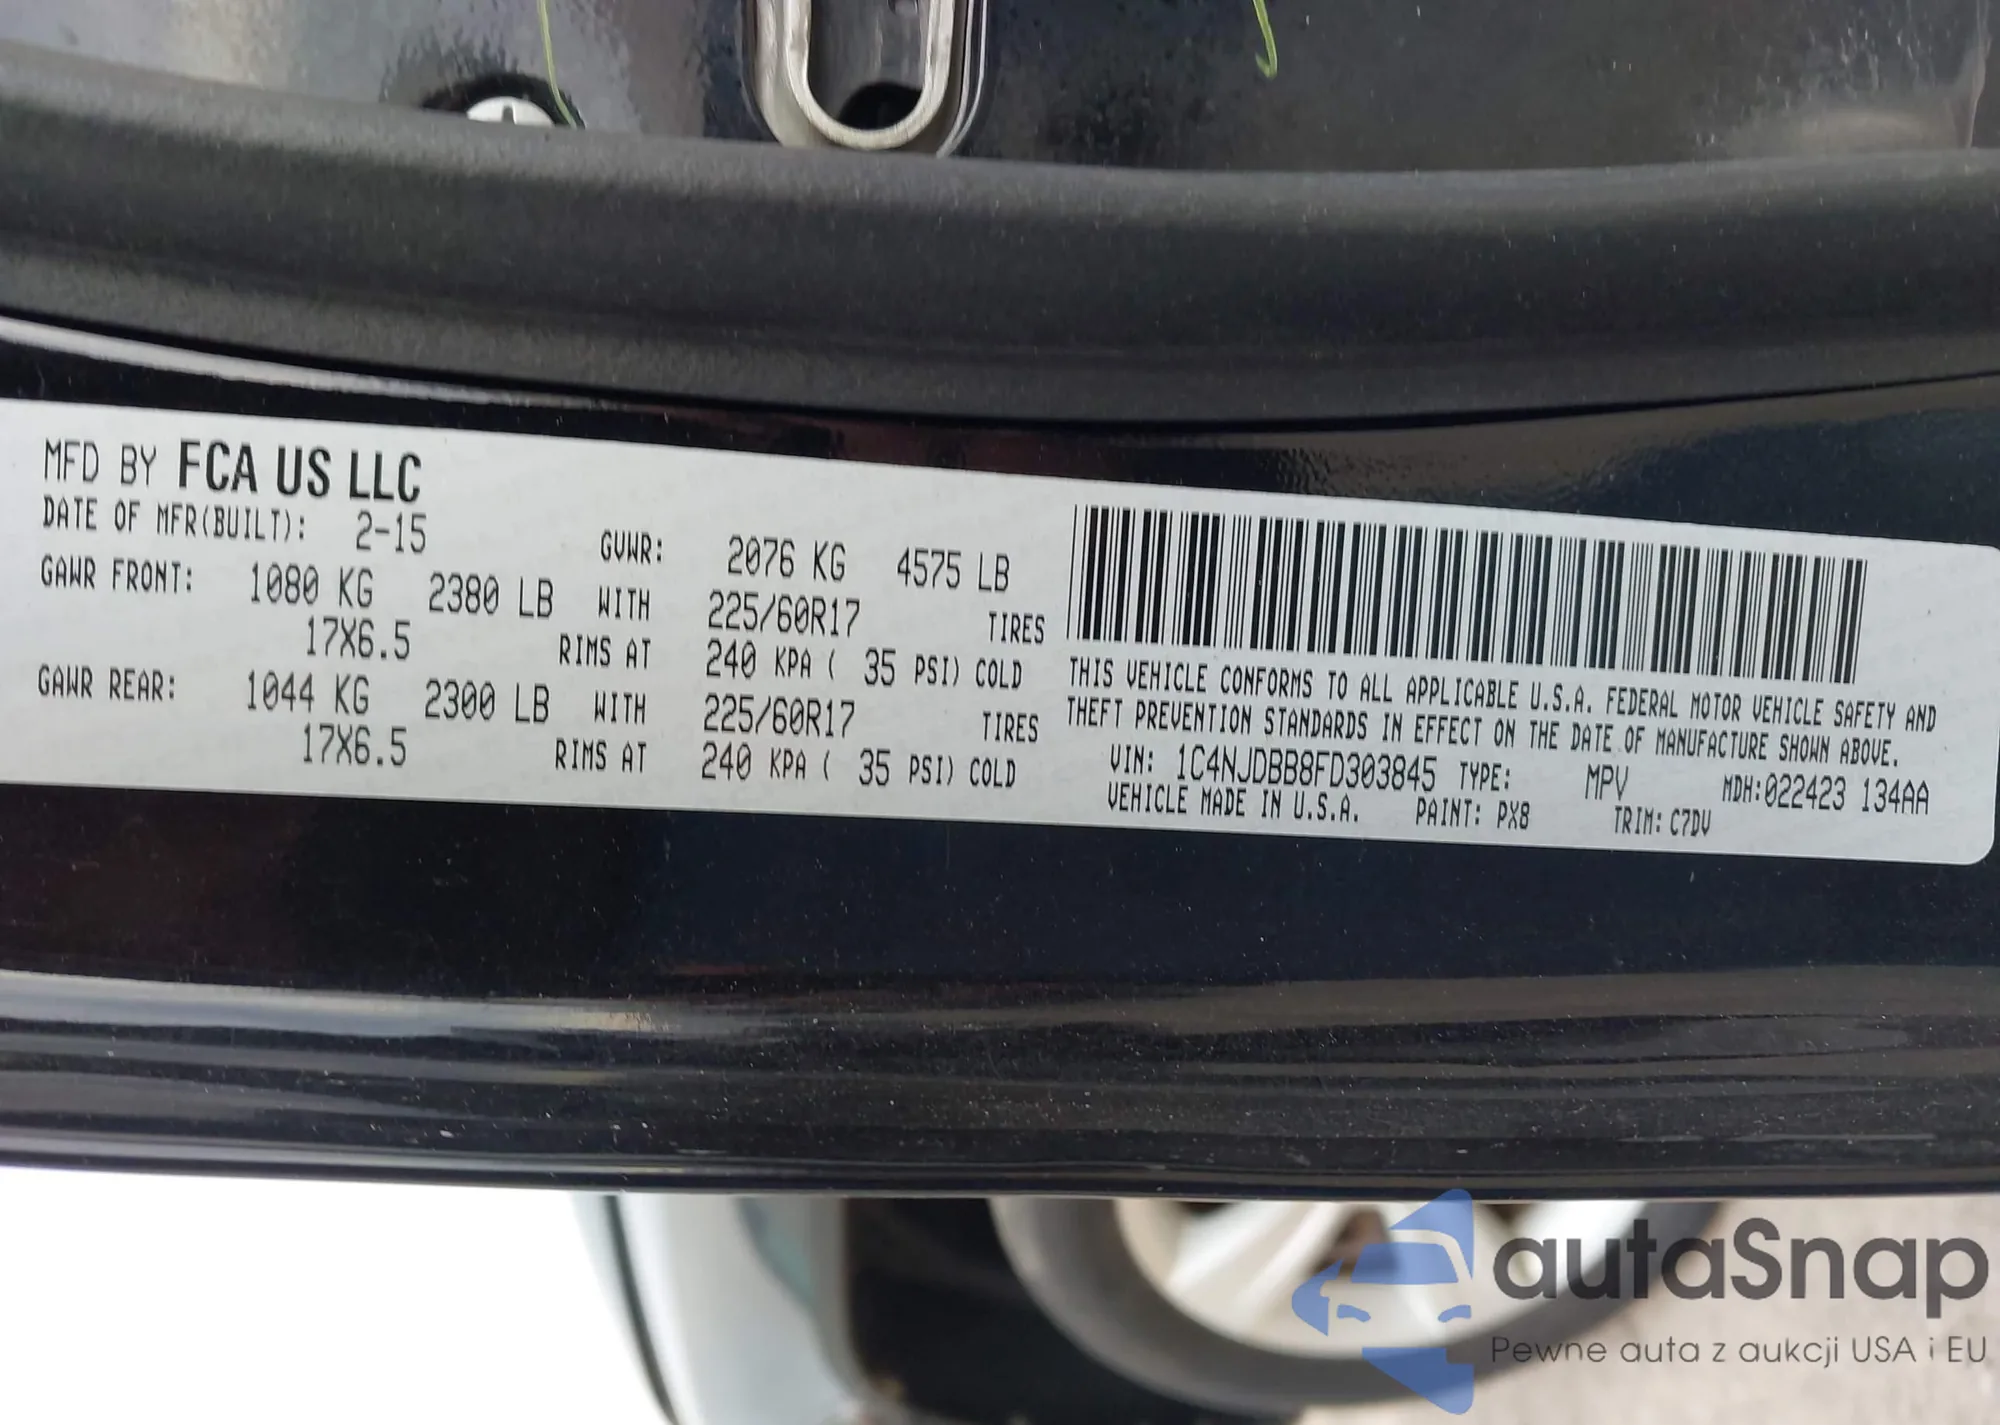 MFD BY FCA US LLC
DATE OF MFR(BUILT): 2-15 GVWR: 2076 KG 4575 LB
GAWR FRONT: 1080 KG 2380 LB WITH 225/60R17 TIRES
17X6.5 RIMS AT 240 KPA ( 35 PSI) COLD
GAWR REAR: 1044 KG 2300 LB WITH 225/60R17 TIRES
17X6.5 RIMS AT 240 KPA ( 35 PSI) COLD
THIS VEHICLE CONFORMS TO ALL APPLICABLE U.S.A. FEDERAL MOTOR VEHICLE SAFETY AND
THEFT PREVENTION STANDARDS IN EFFECT ON THE DATE OF MANUFACTURE SHOWN ABOVE.
VIN: 1C4NJDBB8FD303845 TYPE: MPV MDH:022423 134AA
VEHICLE MADE IN U.S.A. PAINT: PX8 TRIM: C7DV
autaSnap
Pewne auta z aukcji USA i EU